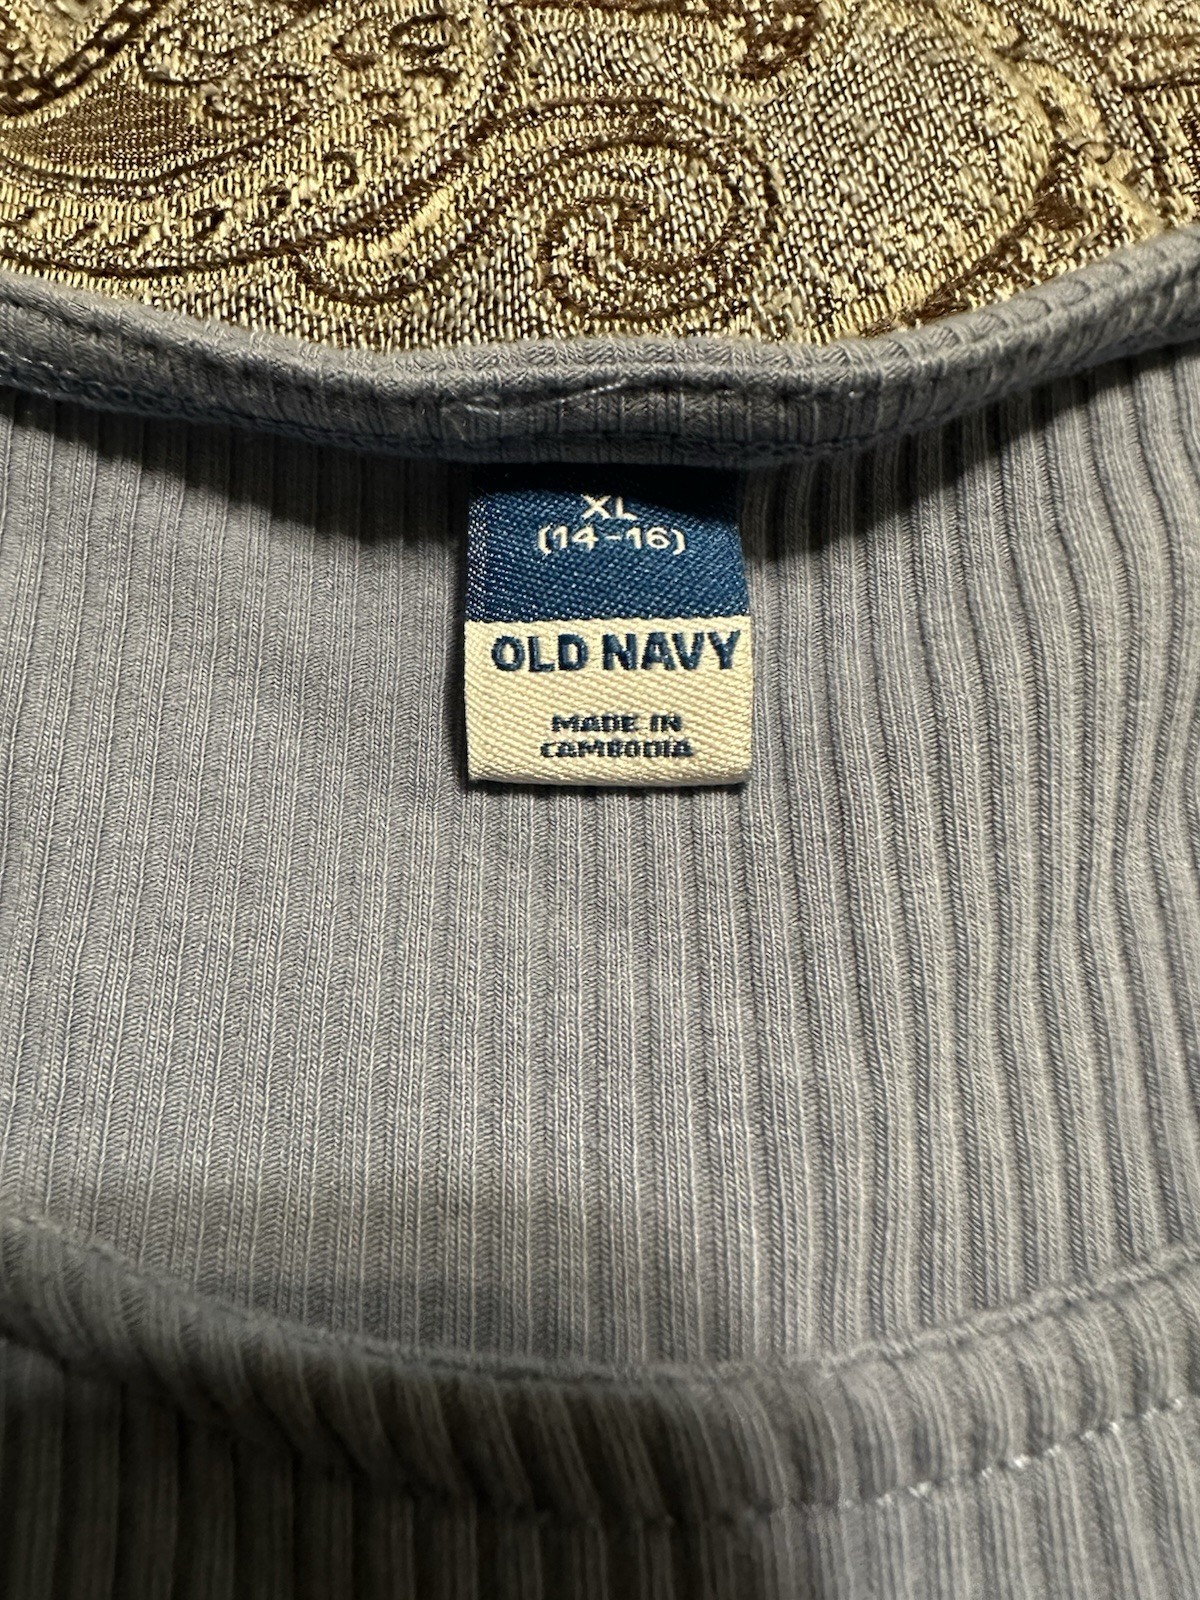 XL
(14-16)
OLD NAVY
MADE IN
CAMBODIA